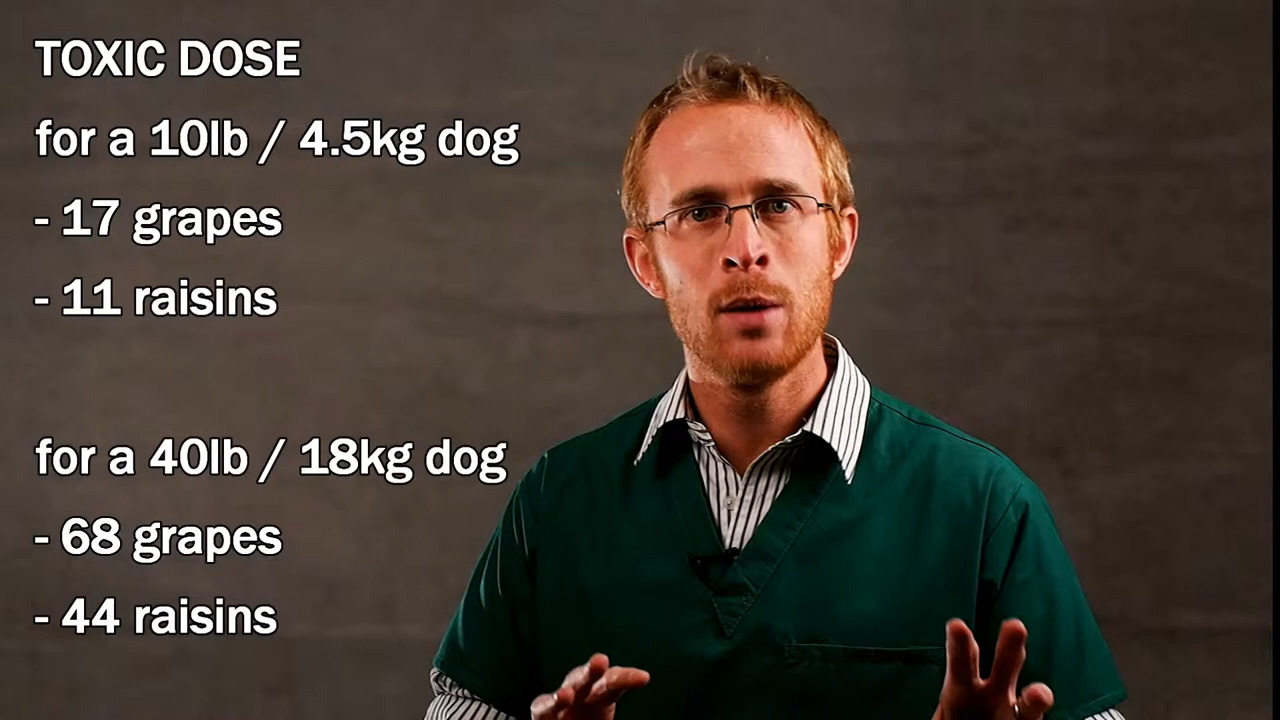 TOXIC DOSE
for a 10lb / 4.5kg dog
- 17 grapes
- 11 raisins
for a 40lb / 18kg dog
- 68 grapes
- 44 raisins